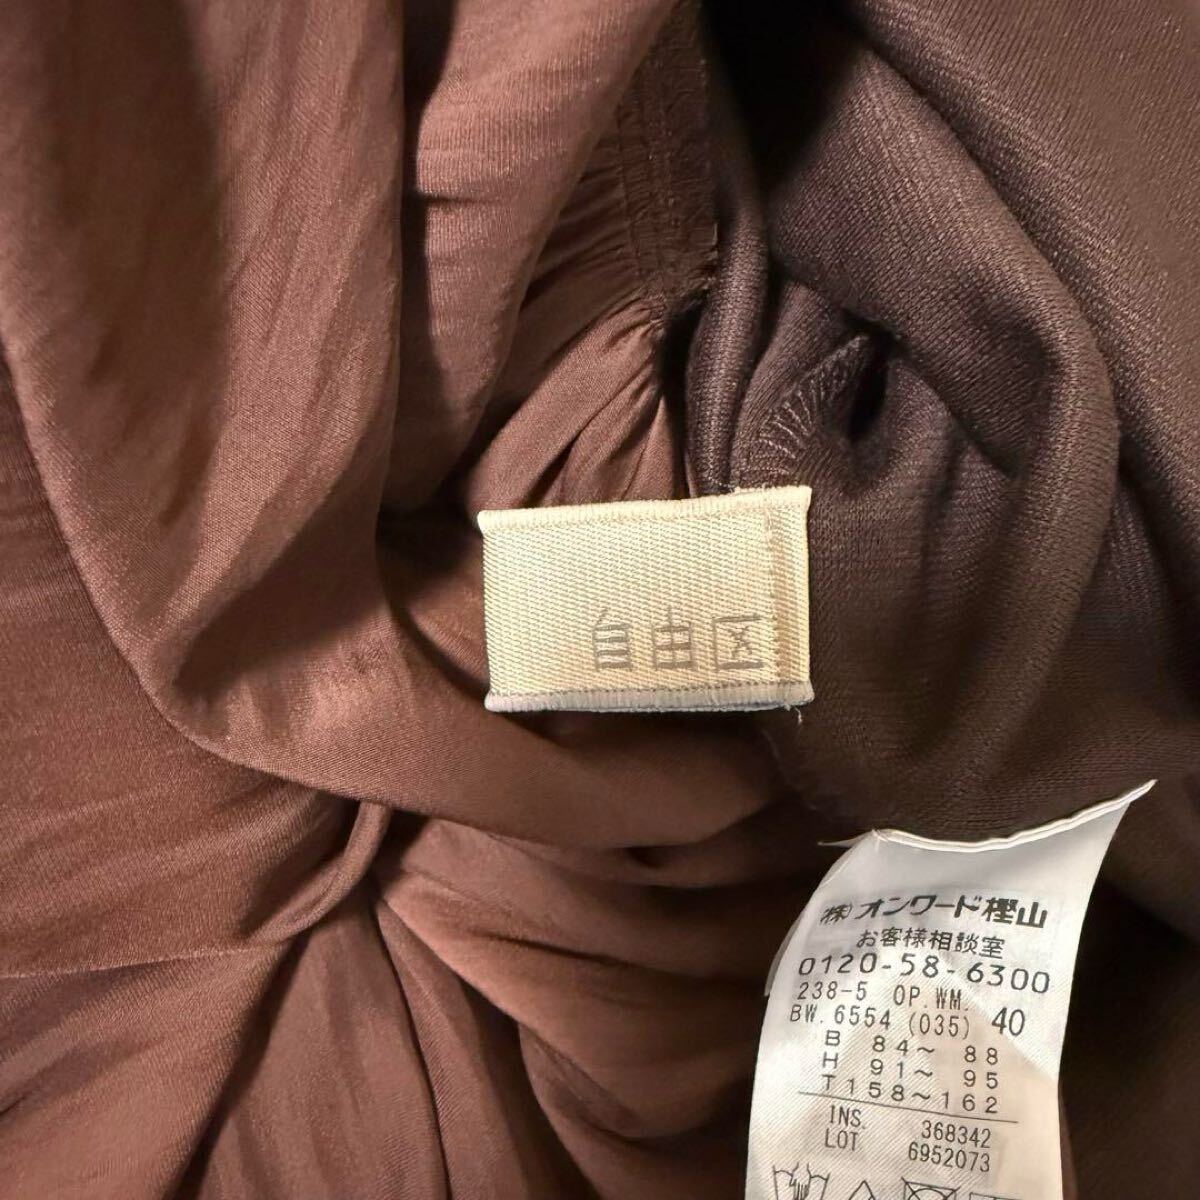 自由区
㈱オンワード樫山
お客様相談室
0120-58-6300
238-5 OP.WM.
BW.6554 (035) 40
B 84～ 88
H 91～ 95
T158～162
INS. 368342
LOT 6952073